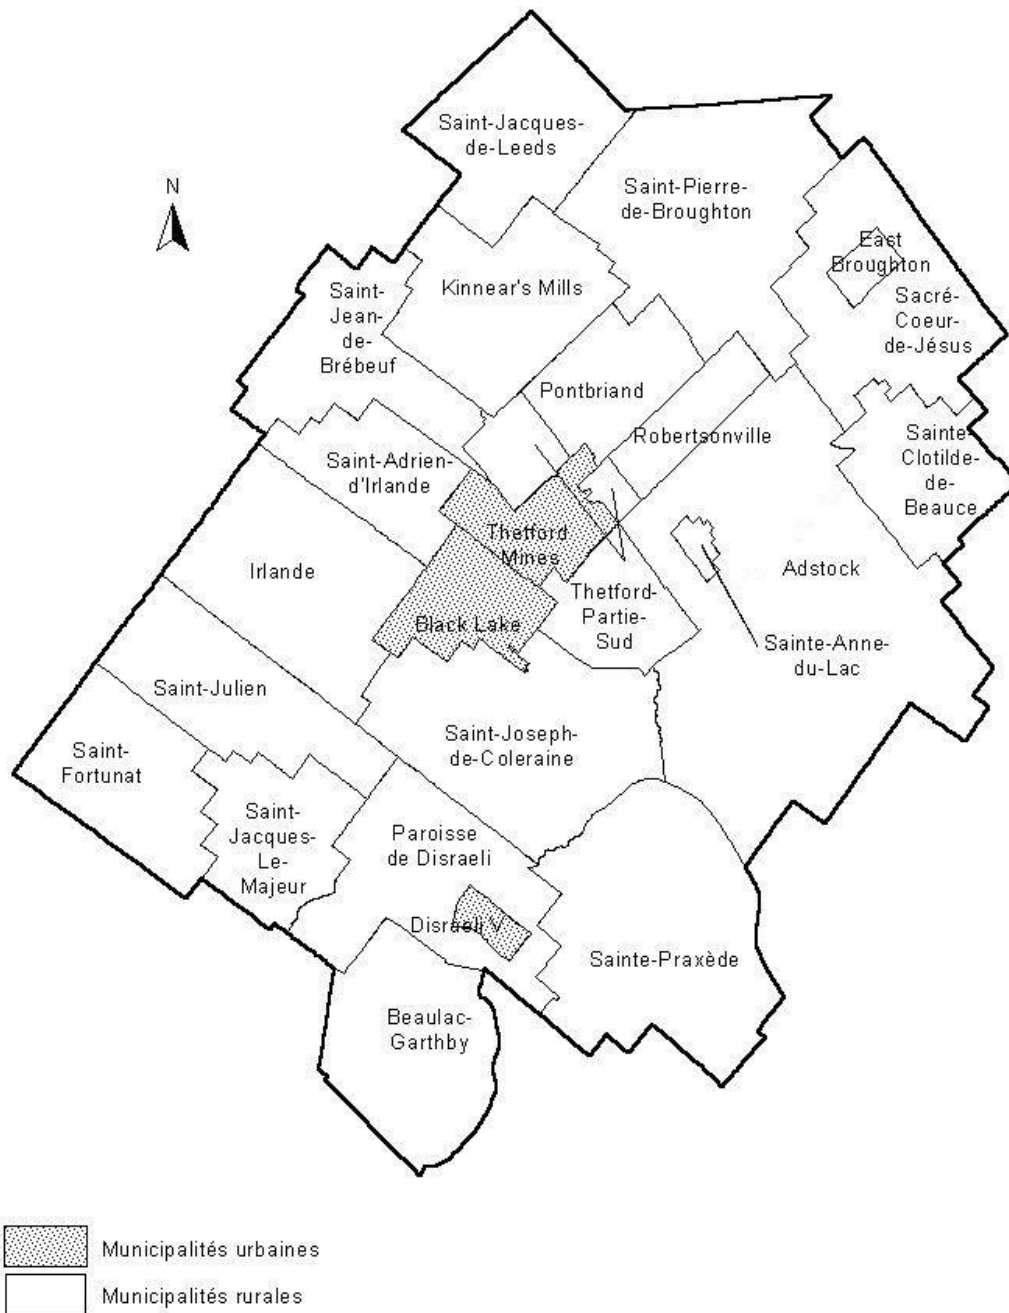 Saint-Jacques-
de-Leeds
N
Saint-Pierre-
de-Broughton
East
Broughton
Kinnear's Mills
Saint-
Jean-
de-
Brébeuf
Sacré-
Coeur-
de-Jésus
Pontbriand
Robertsonville
Sainte-
Clotilde-
de-
Beauce
Saint-Adrien-
d'Irlande
Thetford
Mines
Irlande
Adstock
Thetford-
Partie-
Sud
Black Lake
Sainte-Anne-
du-Lac
Saint-Julien
Saint-Joseph-
de-Coleraine
Saint-
Fortunat
Saint-
Jacques-
Le-
Majeur
Paroisse
de Disraeli
Disraeli V
Sainte-Praxède
Beaulac-
Garthby
Municipalités urbaines
Municipalités rurales